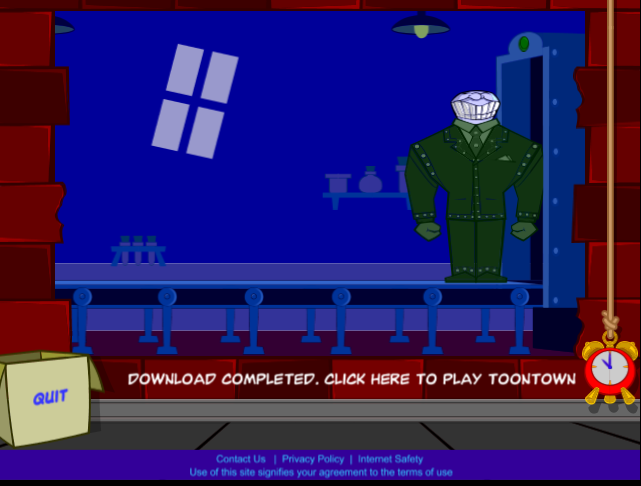 DOWNLOAD COMPLETED. CLICK HERE TO PLAY TOONTOWN
QUIT
Contact Us | Privacy Policy | Internet Safety
Use of this site signifies your agreement to the terms of use